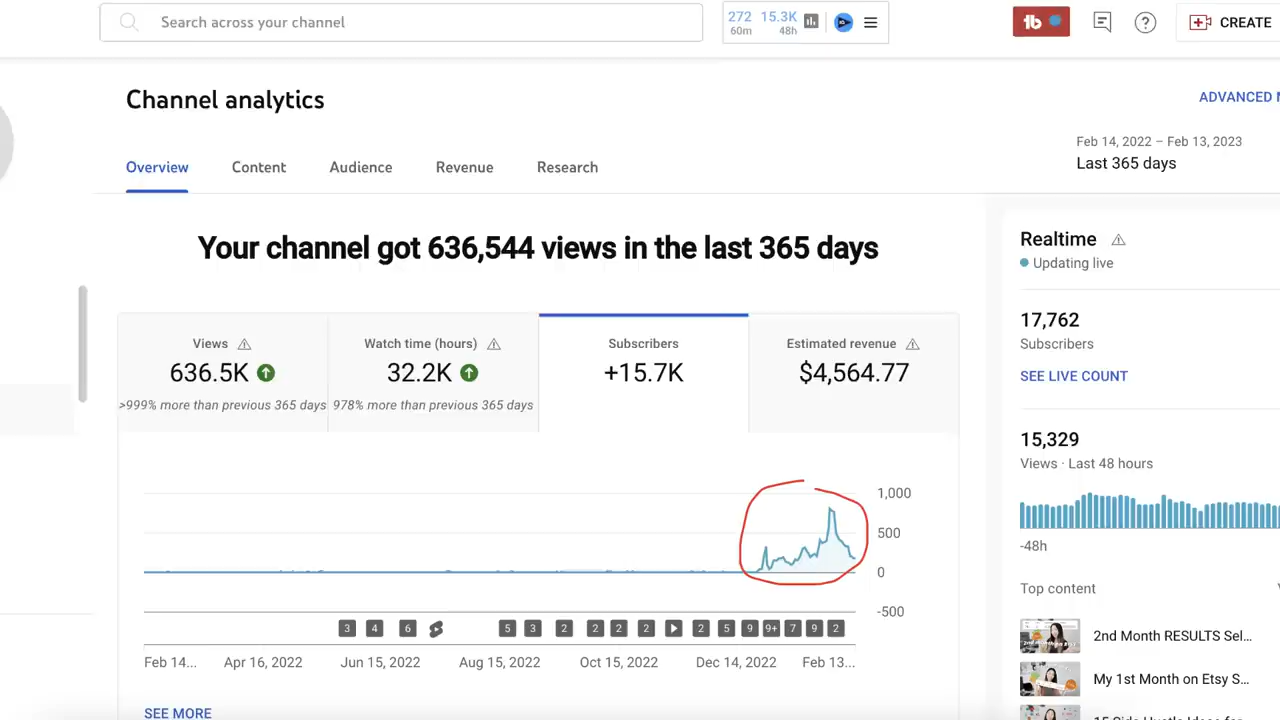 Search across your channel
272 15.3K
60m 48h
CREATE
Channel analytics
ADVANCED
Overview Content Audience Revenue Research
Feb 14, 2022 – Feb 13, 2023
Last 365 days
Your channel got 636,544 views in the last 365 days
Views
636.5K
>999% more than previous 365 days
Watch time (hours)
32.2K
978% more than previous 365 days
Subscribers
+15.7K
Estimated revenue
$4,564.77
1,000
500
0
-500
3 4 6 5 3 2 2 2 2 2 5 9 9+ 7 9 2
Feb 14... Apr 16, 2022 Jun 15, 2022 Aug 15, 2022 Oct 15, 2022 Dec 14, 2022 Feb 13...
SEE MORE
Realtime
Updating live
17,762
Subscribers
SEE LIVE COUNT
15,329
Views · Last 48 hours
-48h
Top content
2nd Month RESULTS Sel...
My 1st Month on Etsy S...
15 Side Hustle Ideas for